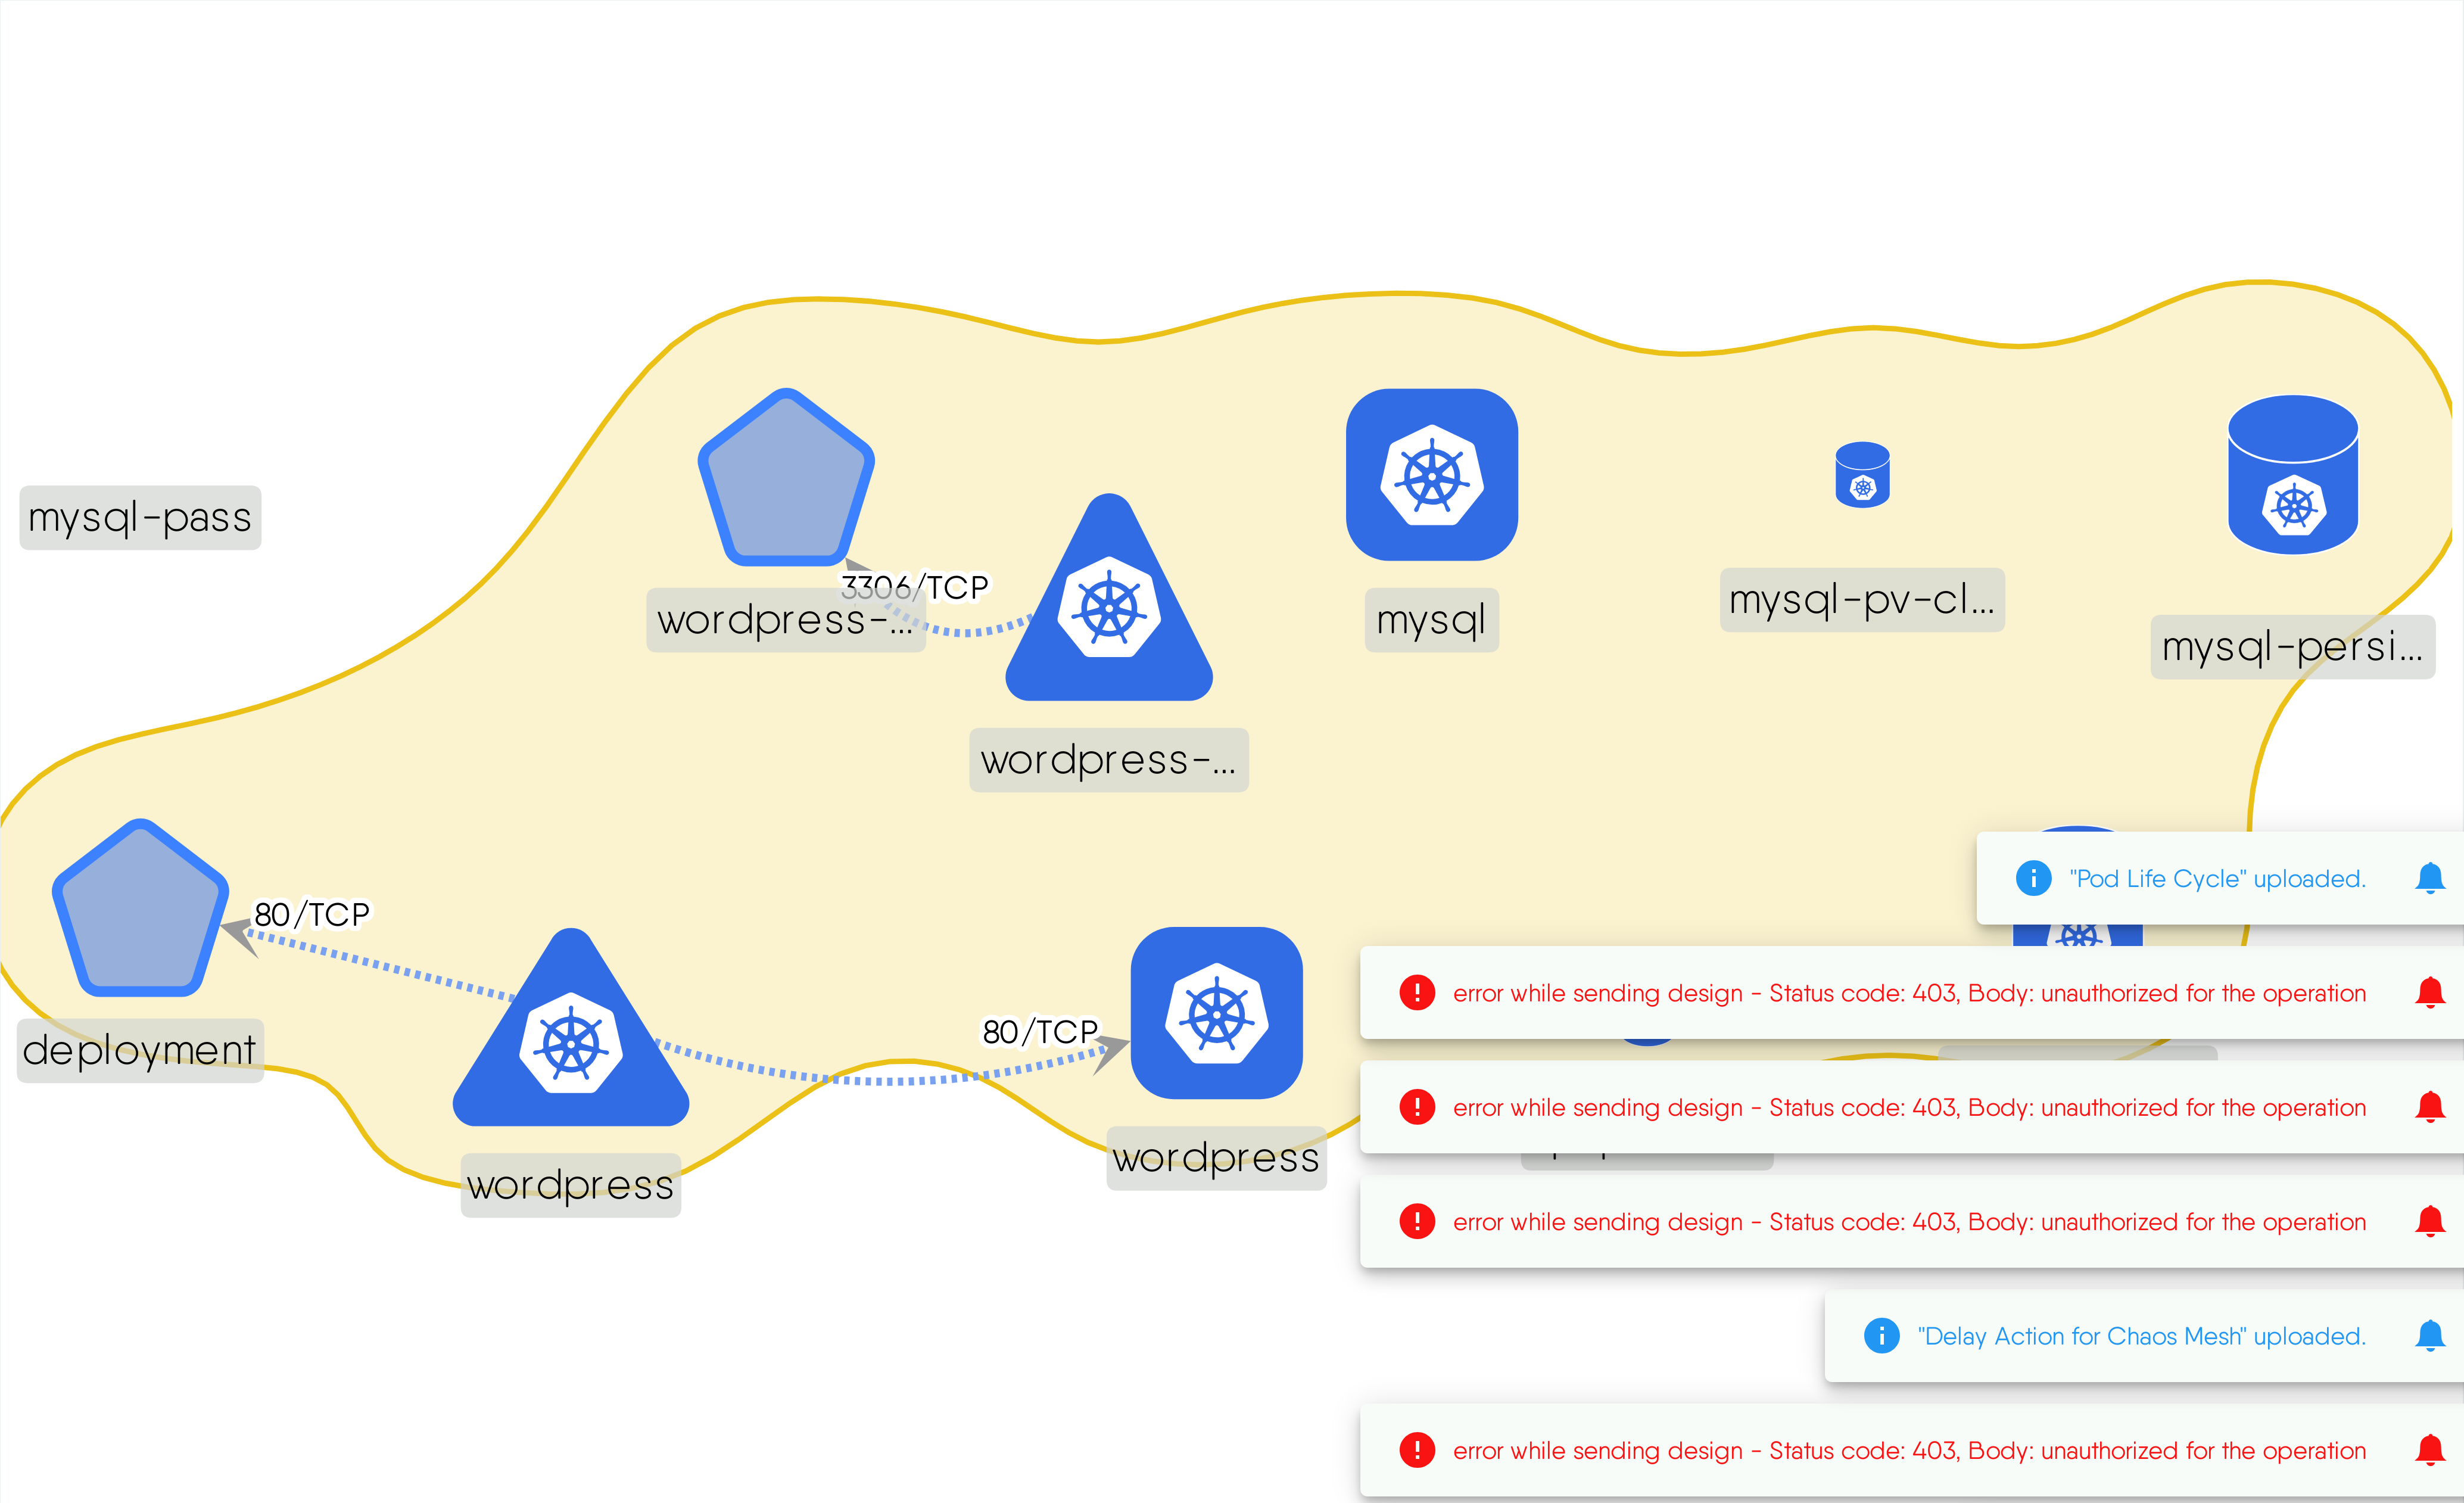 mysql-pass
3306/TCP
wordpress-...
mysql
mysql-pv-cl...
mysql-persi...
wordpress-...
"Pod Life Cycle" uploaded.
80/TCP
error while sending design - Status code: 403, Body: unauthorized for the operation
80/TCP
deployment
error while sending design - Status code: 403, Body: unauthorized for the operation
wordpress
wordpress
error while sending design - Status code: 403, Body: unauthorized for the operation
"Delay Action for Chaos Mesh" uploaded.
error while sending design - Status code: 403, Body: unauthorized for the operation